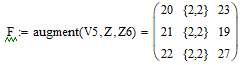 F := augment(V5, Z, Z6) = ( 20 {2,2} 23
21 {2,2} 19
22 {2,2} 27 )